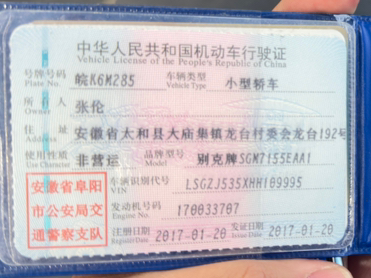 中华人民共和国机动车行驶证
Vehicle License of the People's Republic of China
号牌号码 皖K6M285 车辆类型 小型轿车
Plate No. Vehicle Type
所有人 张伦
Owner
住址 安徽省太和县大庙集镇龙台村委会龙台192号
Address
使用性质 非营运 品牌型号 别克牌SGM7155EAA1
Use Character Model
安徽省阜阳
市公安局交
通警察支队
车辆识别代号 LSGZJ535XHH109995
VIN
发动机号码 170033707
Engine No.
注册日期 2017-01-20 发证日期 2017-01-20
Register Date Issue Date